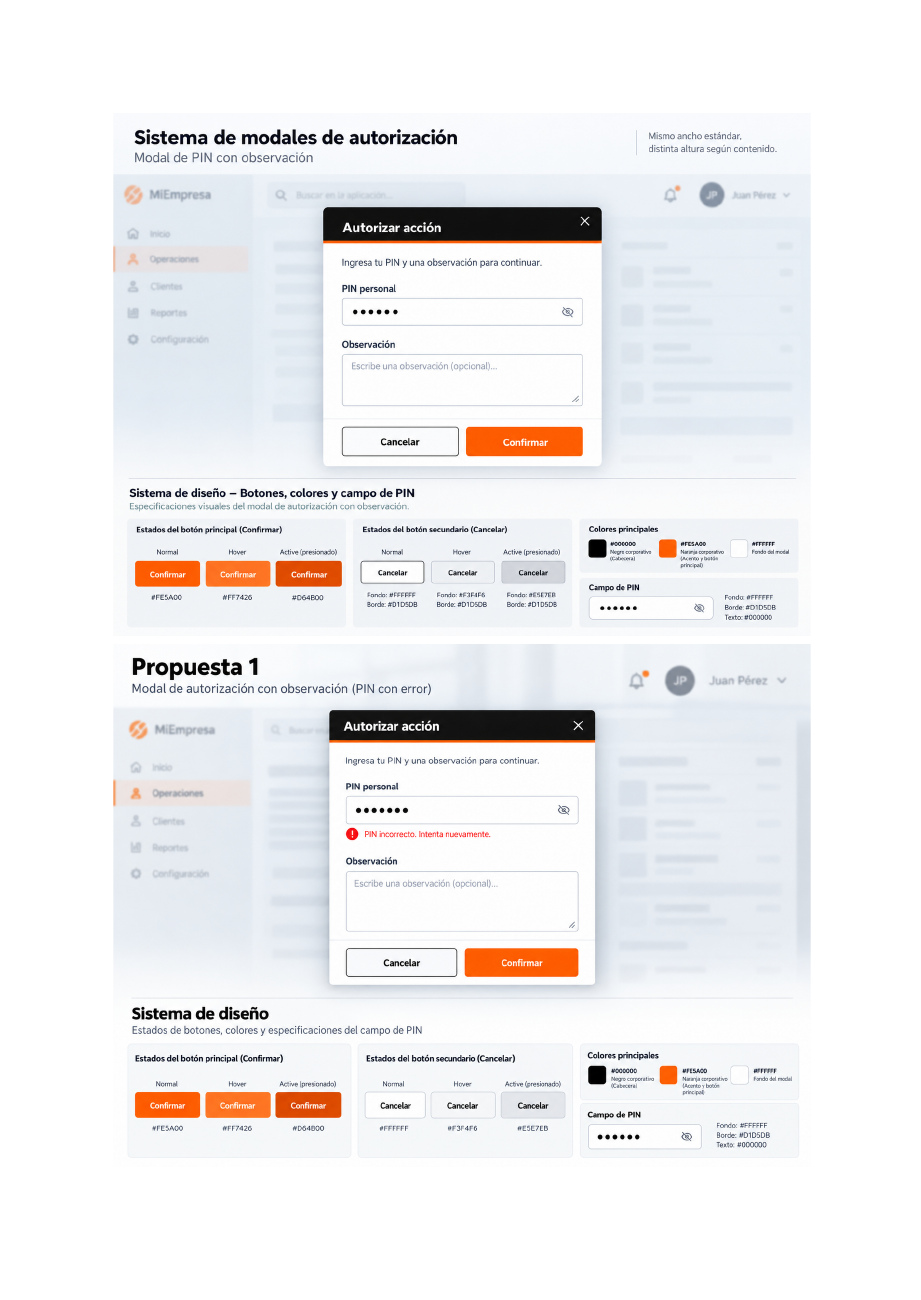 Sistema de modales de autorización
Modal de PIN con observación
Mismo ancho estándar,
distinta altura según contenido.
MiEmpresa
Buscar en la aplicación...
JP
Juan Pérez
Inicio
Operaciones
Clientes
Reportes
Configuración
Autorizar acción
Ingresa tu PIN y una observación para continuar.
PIN personal
Observación
Escribe una observación (opcional)...
Cancelar
Confirmar
Sistema de diseño – Botones, colores y campo de PIN
Especificaciones visuales del modal de autorización con observación.
Estados del botón principal (Confirmar)
Normal
Hover
Active (presionado)
Confirmar
Confirmar
Confirmar
#FE5A00
#FF7426
#D64B00
Estados del botón secundario (Cancelar)
Normal
Hover
Active (presionado)
Cancelar
Cancelar
Cancelar
Fondo: #FFFFFF
Borde: #D1D5DB
Fondo: #F3F4F6
Borde: #D1D5DB
Fondo: #E5E7EB
Borde: #D1D5DB
Colores principales
#000000
Negro corporativo
(Cabecera)
#FE5A00
Naranja corporativo
(Acento y botón
principal)
#FFFFFF
Fondo del modal
Campo de PIN
Fondo: #FFFFFF
Borde: #D1D5DB
Texto: #000000
Propuesta 1
Modal de autorización con observación (PIN con error)
JP
Juan Pérez
MiEmpresa
Inicio
Operaciones
Clientes
Reportes
Configuración
Autorizar acción
Ingresa tu PIN y una observación para continuar.
PIN personal
PIN incorrecto. Intenta nuevamente.
Observación
Escribe una observación (opcional)...
Cancelar
Confirmar
Sistema de diseño
Estados de botones, colores y especificaciones del campo de PIN
Estados del botón principal (Confirmar)
Normal
Hover
Active (presionado)
Confirmar
Confirmar
Confirmar
#FE5A00
#FF7426
#D64B00
Estados del botón secundario (Cancelar)
Normal
Hover
Active (presionado)
Cancelar
Cancelar
Cancelar
#FFFFFF
#F3F4F6
#E5E7EB
Colores principales
#000000
Negro corporativo
(Cabecera)
#FE5A00
Naranja corporativo
(Acento y botón
principal)
#FFFFFF
Fondo del modal
Campo de PIN
Fondo: #FFFFFF
Borde: #D1D5DB
Texto: #000000